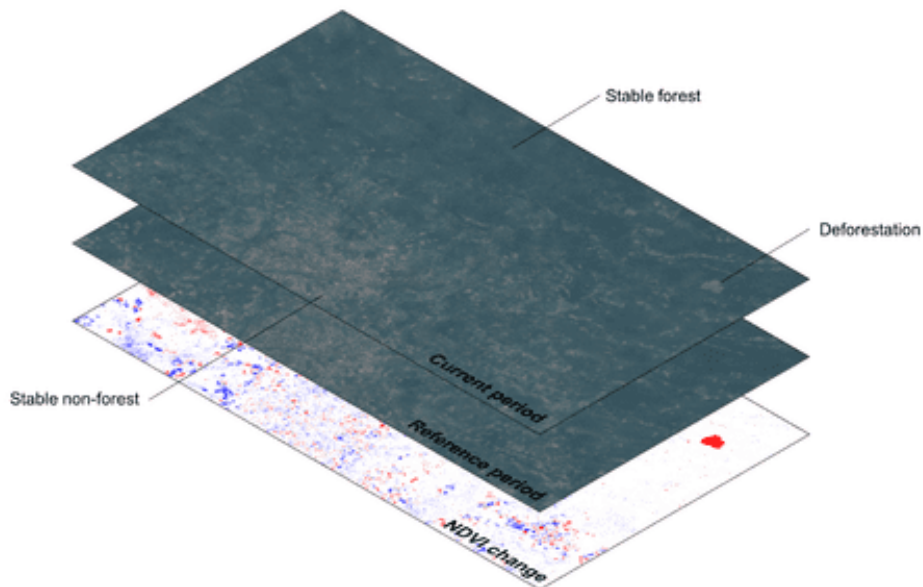 Stable forest
Deforestation
Current period
Stable non-forest
Reference period
NDVI change